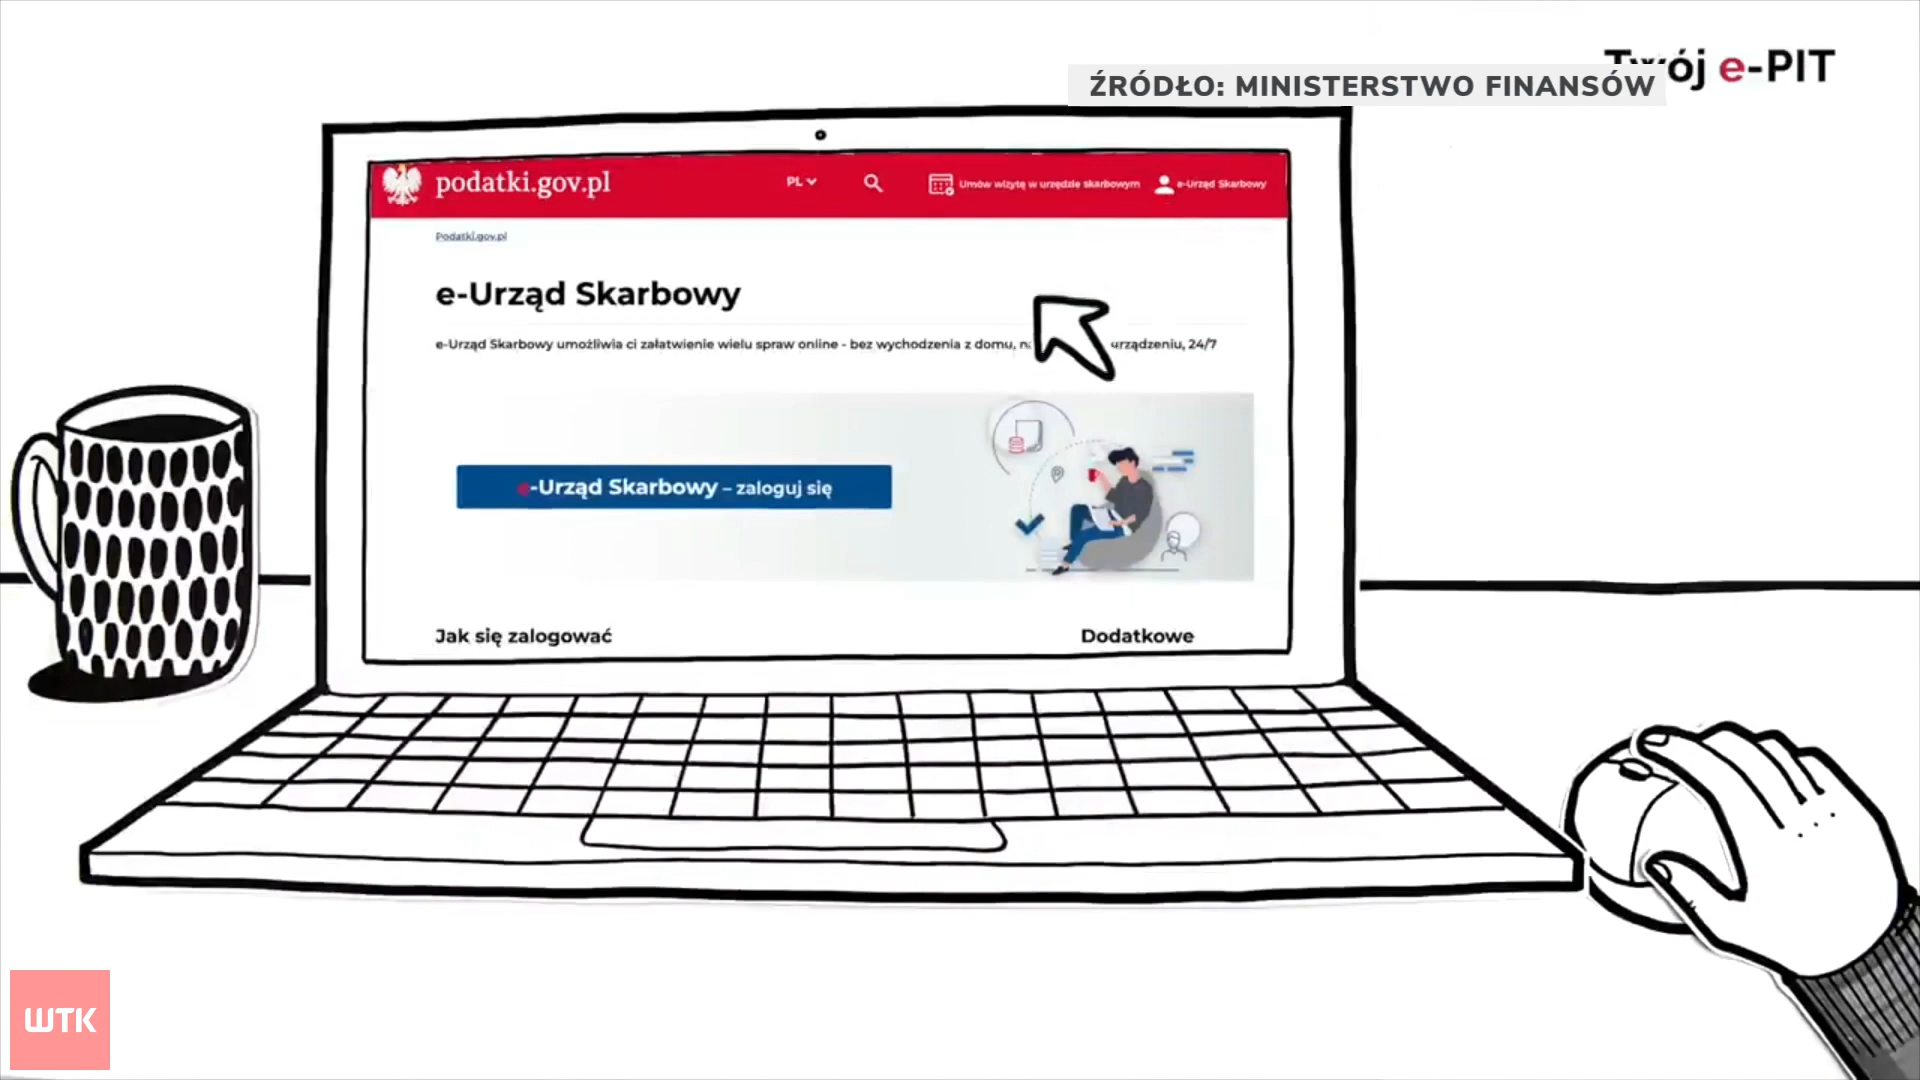 Twój e-PIT
ŹRÓDŁO: MINISTERSTWO FINANSÓW
podatki.gov.pl
PL
Umów wizytę w urzędzie skarbowym
e-Urząd Skarbowy
Podatki.gov.pl
e-Urząd Skarbowy
e-Urząd Skarbowy umożliwia ci załatwienie wielu spraw online - bez wychodzenia z domu, urządzeniu, 24/7
e-Urząd Skarbowy – zaloguj się
Jak się zalogować
Dodatkowe
WTK